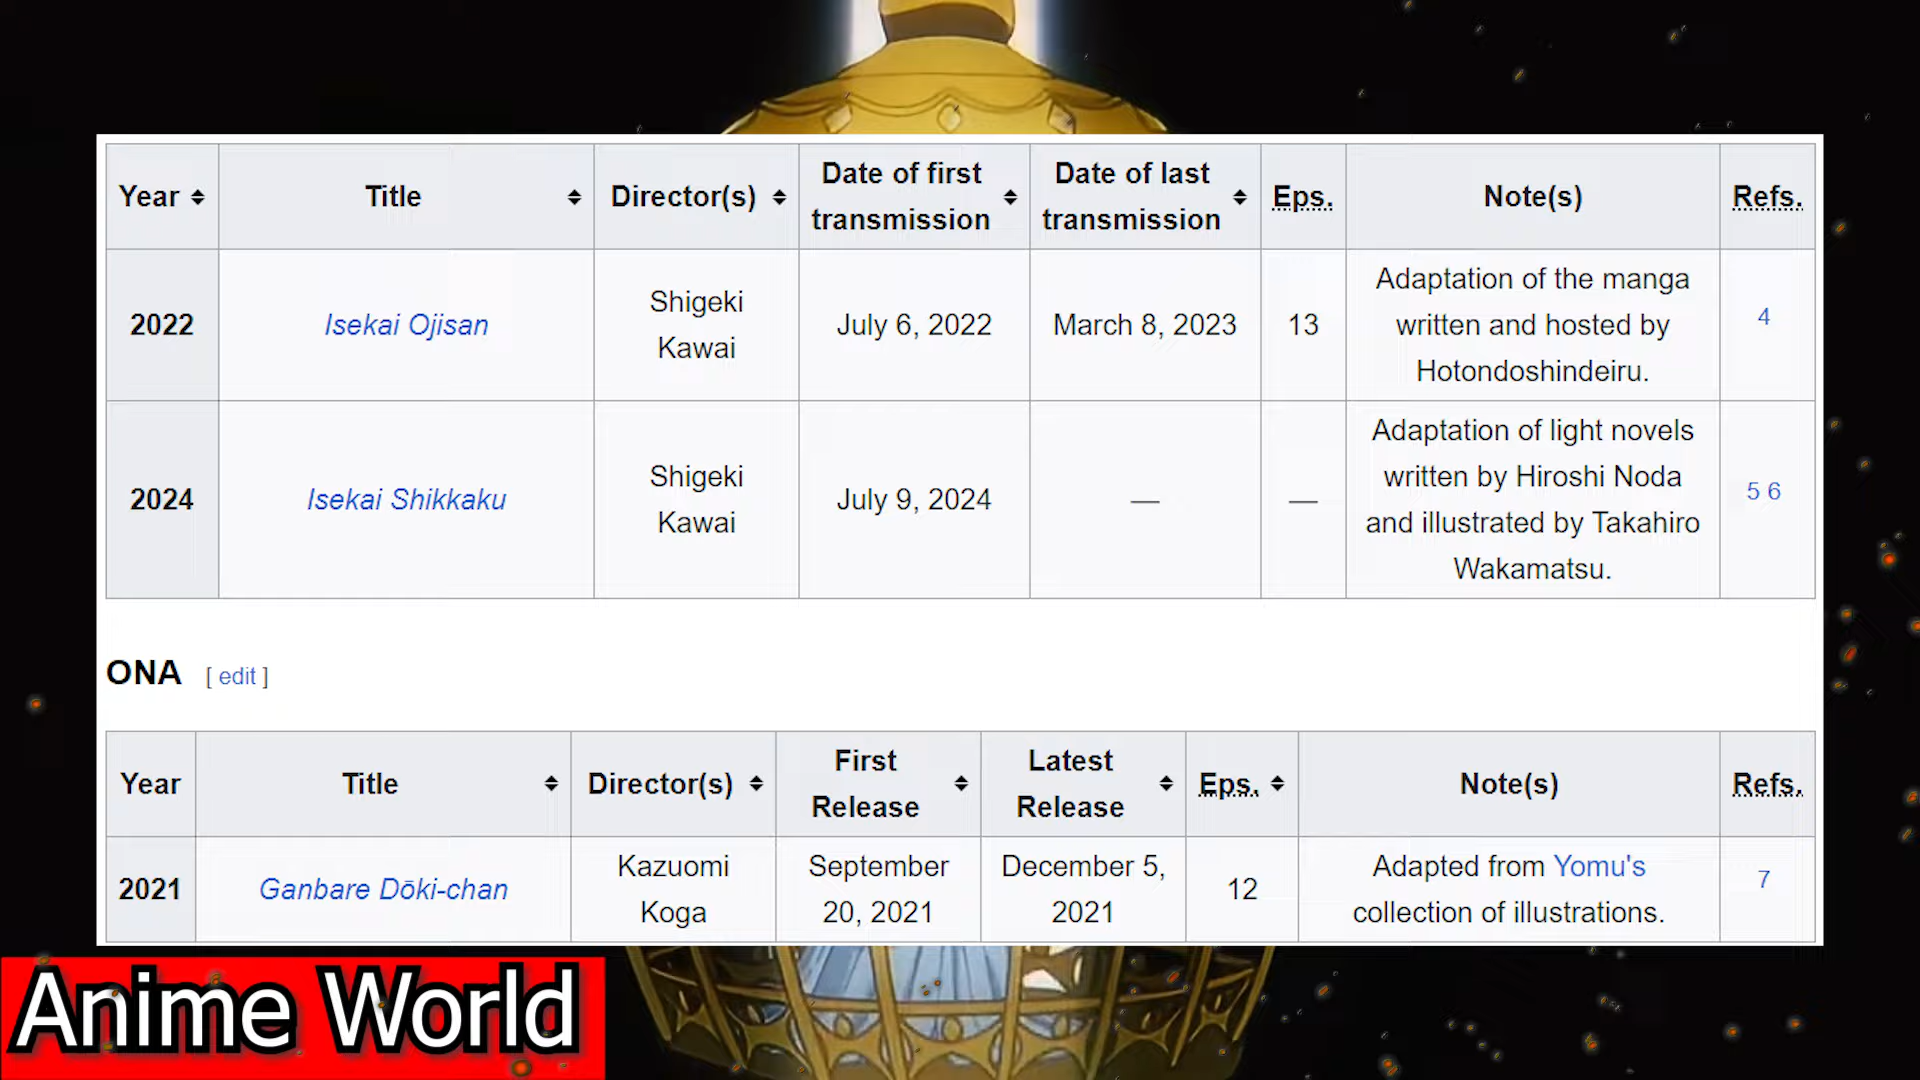 Year Title Director(s) Date of first transmission Date of last transmission Eps. Note(s) Refs.
2022 Isekai Ojisan Shigeki Kawai July 6, 2022 March 8, 2023 13 Adaptation of the manga written and hosted by Hotondoshindeiru. 4
2024 Isekai Shikkaku Shigeki Kawai July 9, 2024 — — Adaptation of light novels written by Hiroshi Noda and illustrated by Takahiro Wakamatsu. 5 6
ONA [ edit ]
Year Title Director(s) First Release Latest Release Eps. Note(s) Refs.
2021 Ganbare Dōki-chan Kazuomi Koga September 20, 2021 December 5, 2021 12 Adapted from Yomu's collection of illustrations. 7
Anime World